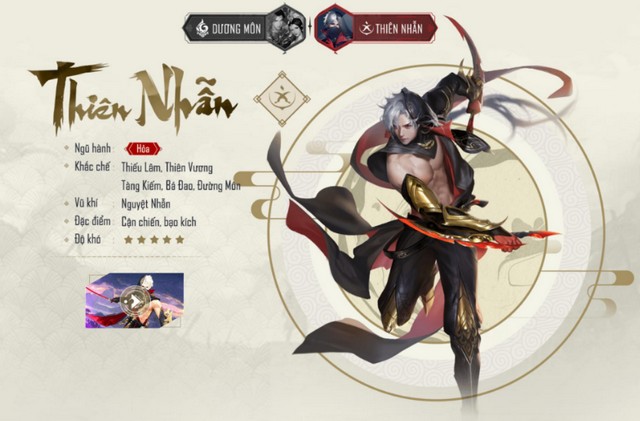 DƯƠNG MÔN
THIÊN NHẪN
Thiên Nhẫn
Ngũ hành : Hỏa
Khắc chế : Thiếu Lâm, Thiên Vương
Tàng Kiếm, Bá Đao, Đường Môn
Vũ khí : Nguyệt Nhẫn
Đặc điểm : Cận chiến, bạo kích
Độ khó :